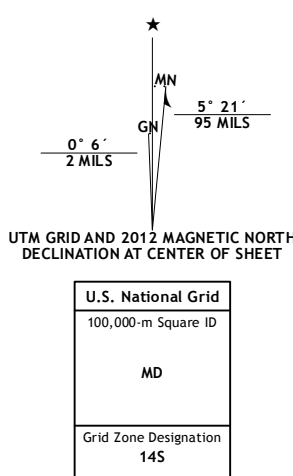 ★
MN
GN
5° 21´
95 MILS
0° 6´
2 MILS
UTM GRID AND 2012 MAGNETIC NORTH
DECLINATION AT CENTER OF SHEET
U.S. National Grid
100,000-m Square ID
MD
Grid Zone Designation
14S